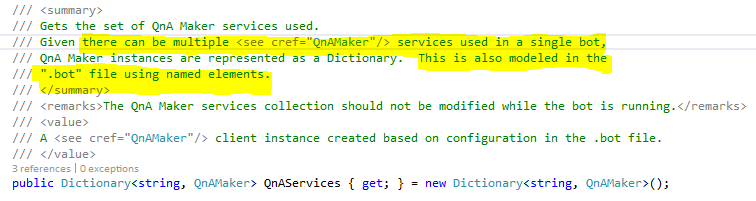 /// <summary>
/// Gets the set of QnA Maker services used.
/// Given there can be multiple <see cref="QnAMaker"/> services used in a single bot,
/// QnA Maker instances are represented as a Dictionary.  This is also modeled in the
/// ".bot" file using named elements.
/// </summary>
/// <remarks>The QnA Maker services collection should not be modified while the bot is running.</remarks>
/// <value>
/// A <see cref="QnAMaker"/> client instance created based on configuration in the .bot file.
/// </value>
3 references | 0 exceptions
public Dictionary<string, QnAMaker> QnAServices { get; } = new Dictionary<string, QnAMaker>();